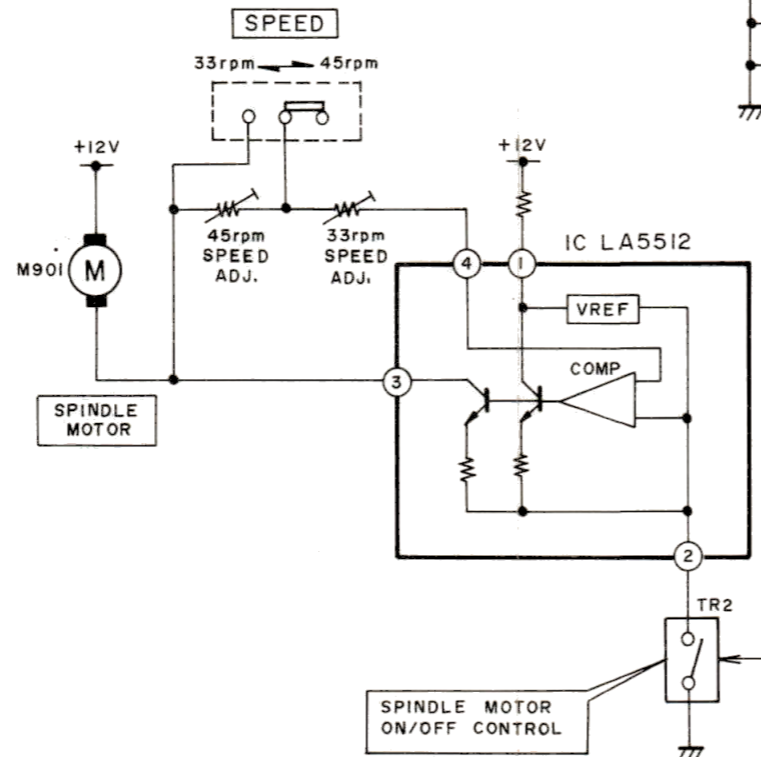 SPEED
33rpm 45rpm
+12V
+12V
M901
M
45rpm
SPEED
ADJ.
33rpm
SPEED
ADJ.
4
1
IC LA5512
VREF
COMP
3
SPINDLE
MOTOR
2
TR2
SPINDLE MOTOR
ON/OFF CONTROL